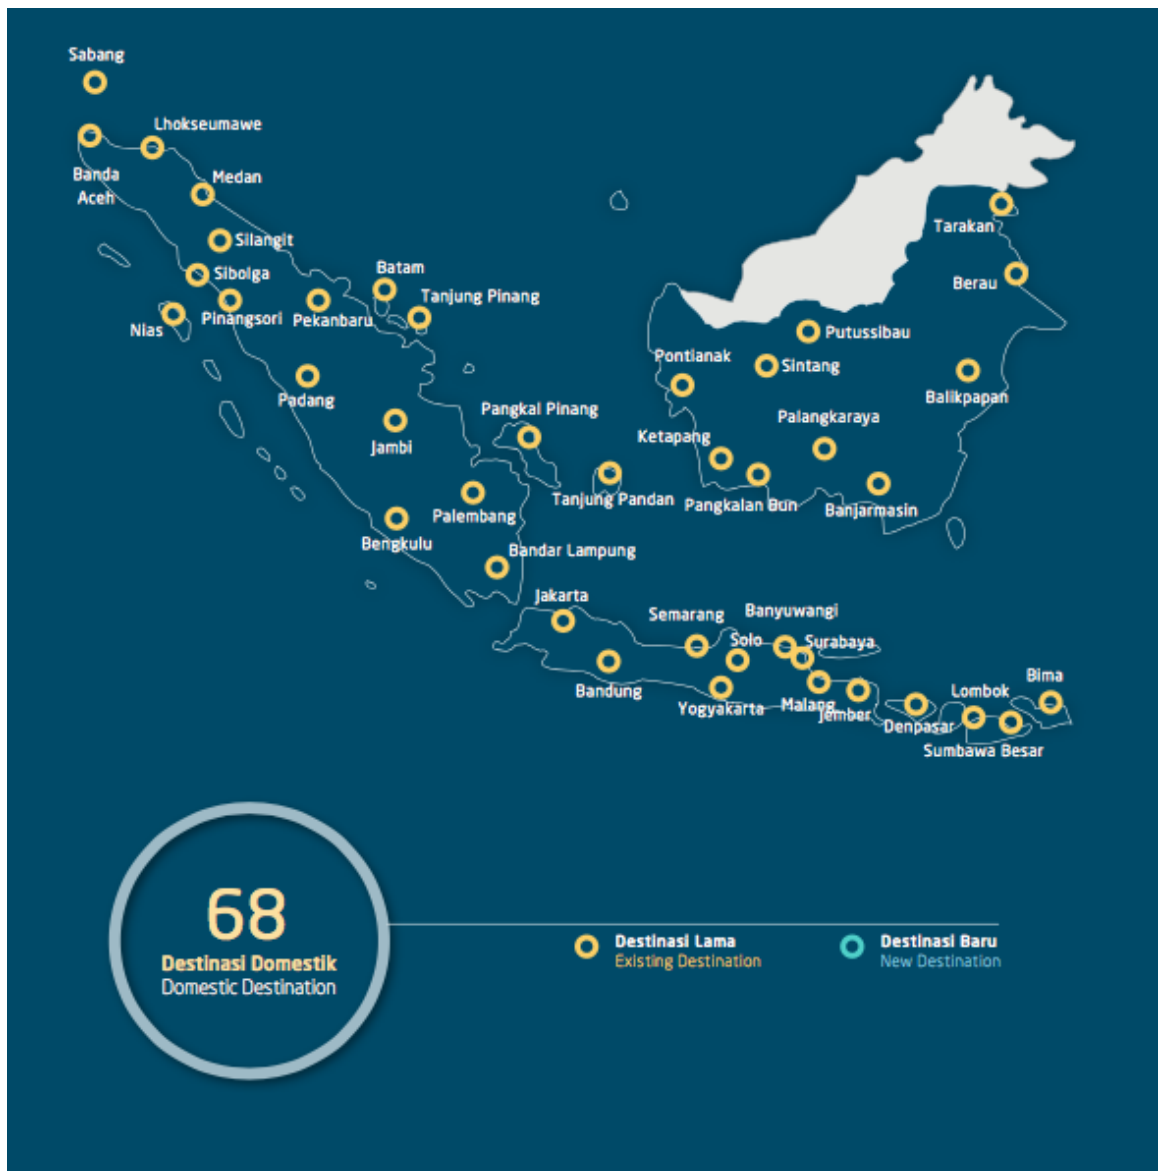 Sabang
Lhokseumawe
Banda
Aceh
Medan
Silangit
Sibolga
Nias
Pinangsori
Pekanbaru
Batam
Tanjung Pinang
Padang
Jambi
Pangkal Pinang
Tanjung Pandan
Palembang
Bengkulu
Bandar Lampung
Tarakan
Berau
Putussibau
Pontianak
Sintang
Balikpapan
Palangkaraya
Ketapang
Pangkalan Bun
Banjarmasin
Jakarta
Semarang
Banyuwangi
Solo
Surabaya
Bandung
Yogyakarta
Malang
Jember
Denpasar
Lombok
Bima
Sumbawa Besar
68
Destinasi Domestik
Domestic Destination
Destinasi Lama
Existing Destination
Destinasi Baru
New Destination